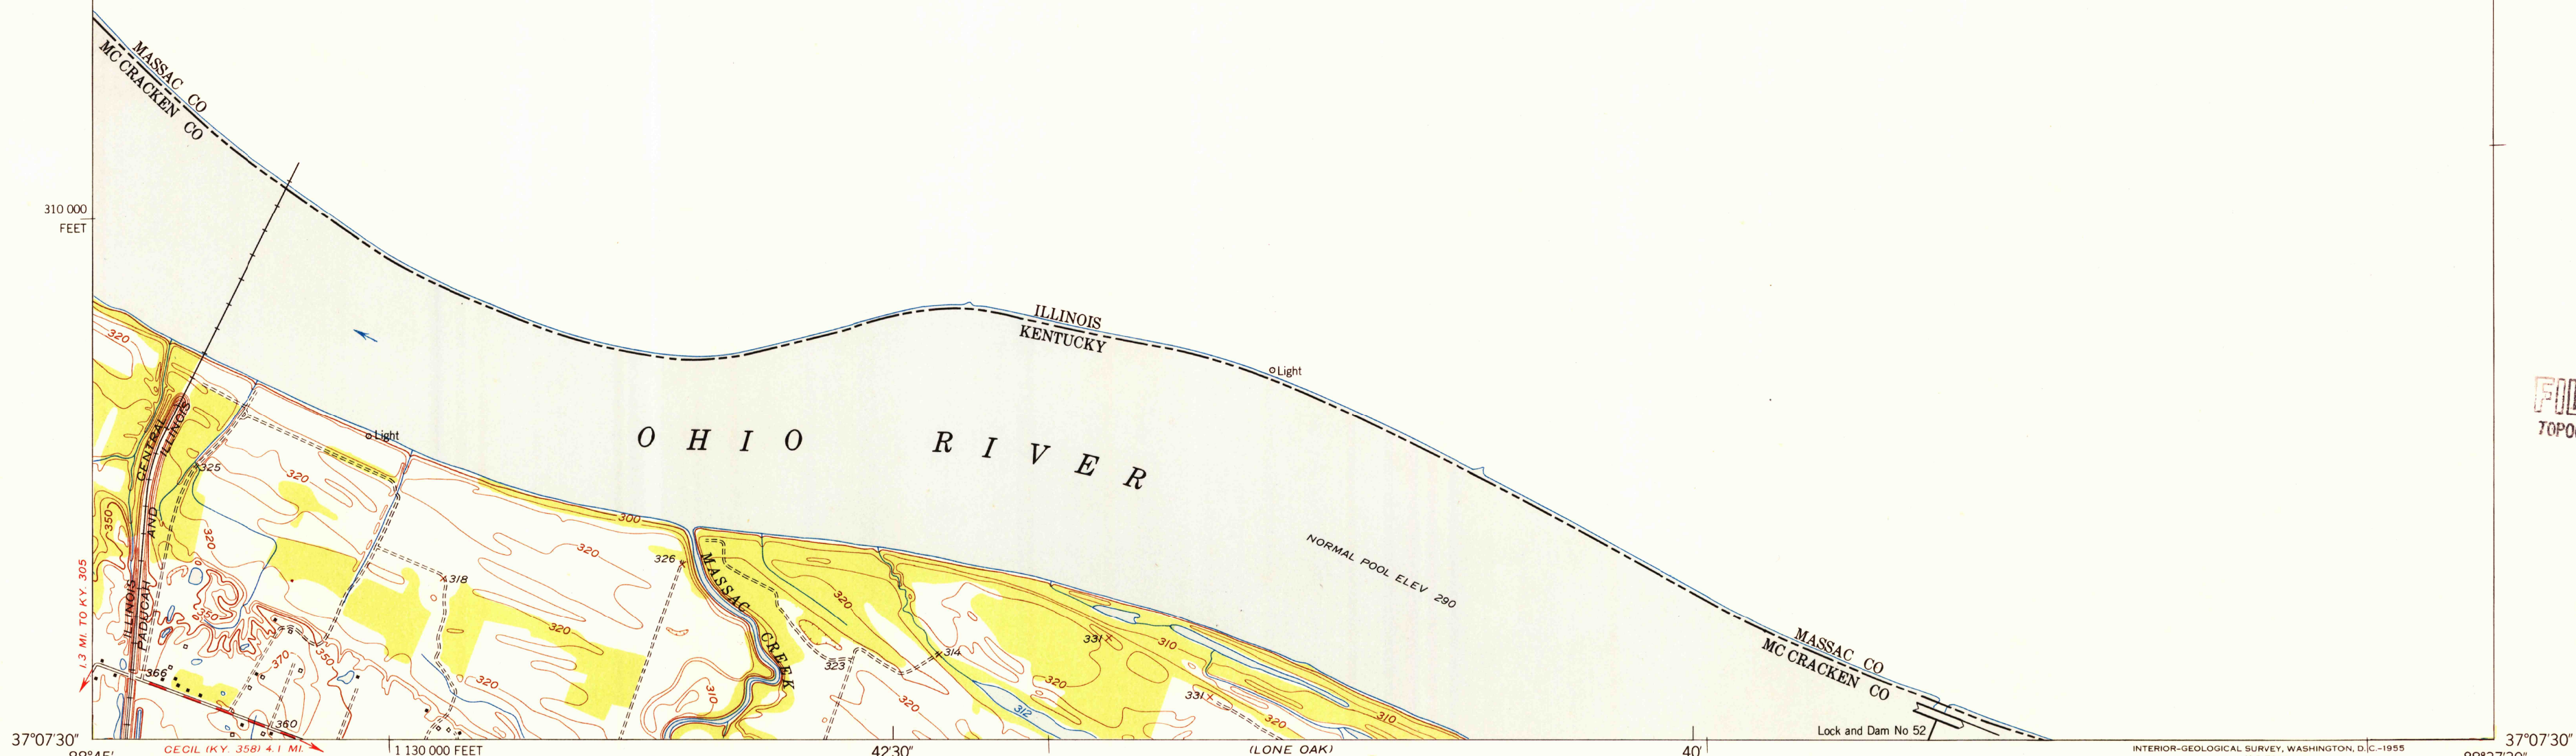 MASSAC CO
MC CRACKEN CO
310 000
FEET
ILLINOIS
KENTUCKY
Light
320
Light
OHIO RIVER
325
320
CENTRAL
ILLINOIS
350
AND
320
300
320
326
MASSAC CREEK
NORMAL POOL ELEV 290
318
320
350
320
331
310
1.3 MI. TO KY. 305
ILLINOIS
PADUCAH
370
350
323
314
MASSAC CO
MC CRACKEN CO
366
320
310
320
320
331
312
320
310
360
Lock and Dam No 52
37°07'30"
CECIL (KY. 358) 4.1 MI.
1 130 000 FEET
42'30"
(LONE OAK)
40'
INTERIOR-GEOLOGICAL SURVEY, WASHINGTON, D.C.-1955
37°07'30"